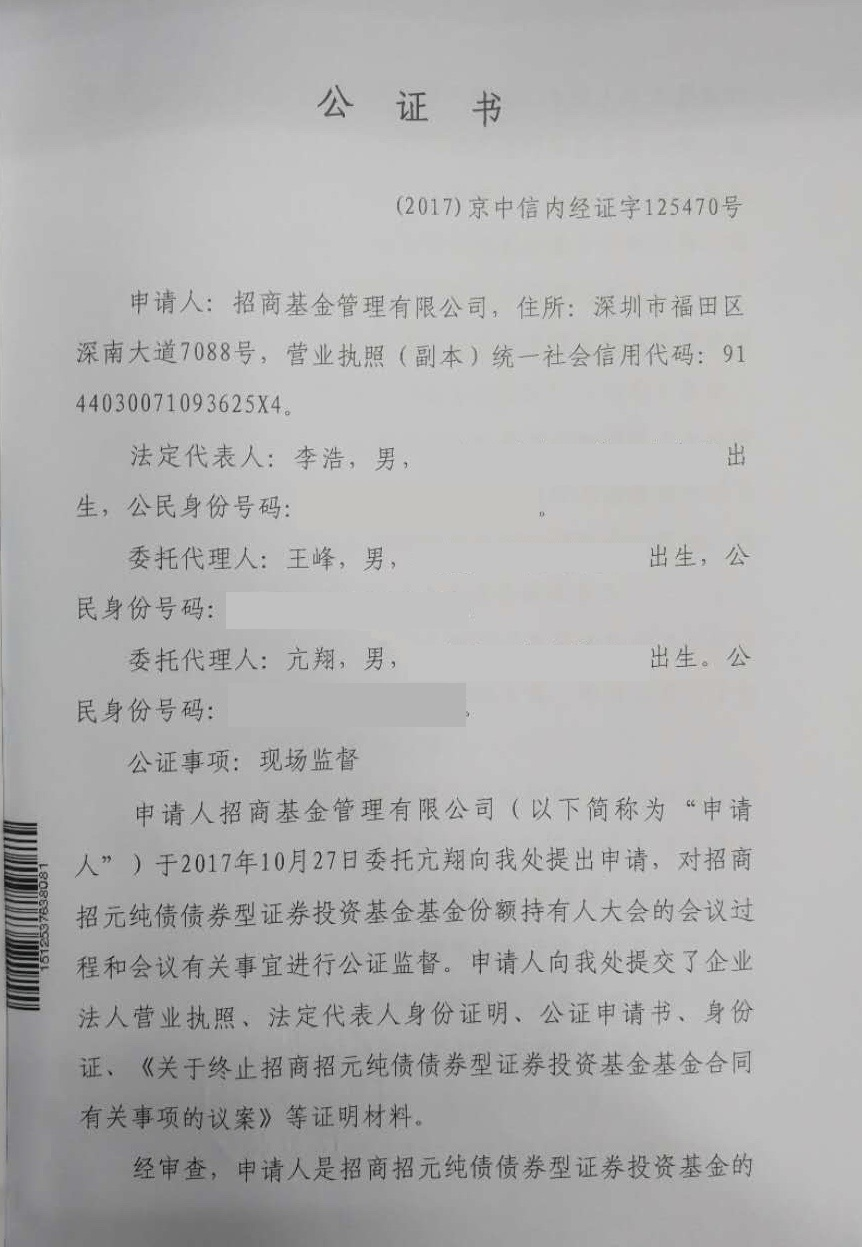 公 证 书
(2017)京中信内经证字125470号
申请人：招商基金管理有限公司，住所：深圳市福田区
深南大道7088号，营业执照（副本）统一社会信用代码：91
44030071093625X4。
法定代表人：李浩，男， 出
生，公民身份号码： 。
委托代理人：王峰，男， 出生，公
民身份号码：
委托代理人：亢翔，男， 出生。公
民身份号码： 。
公证事项：现场监督
申请人招商基金管理有限公司（以下简称为“申请
人”）于2017年10月27日委托亢翔向我处提出申请，对招商
招元纯债债券型证券投资基金基金份额持有人大会的会议过
程和会议有关事宜进行公证监督。申请人向我处提交了企业
法人营业执照、法定代表人身份证明、公证申请书、身份
证、《关于终止招商招元纯债债券型证券投资基金基金合同
有关事项的议案》等证明材料。
经审查，申请人是招商招元纯债债券型证券投资基金的
1512537638081